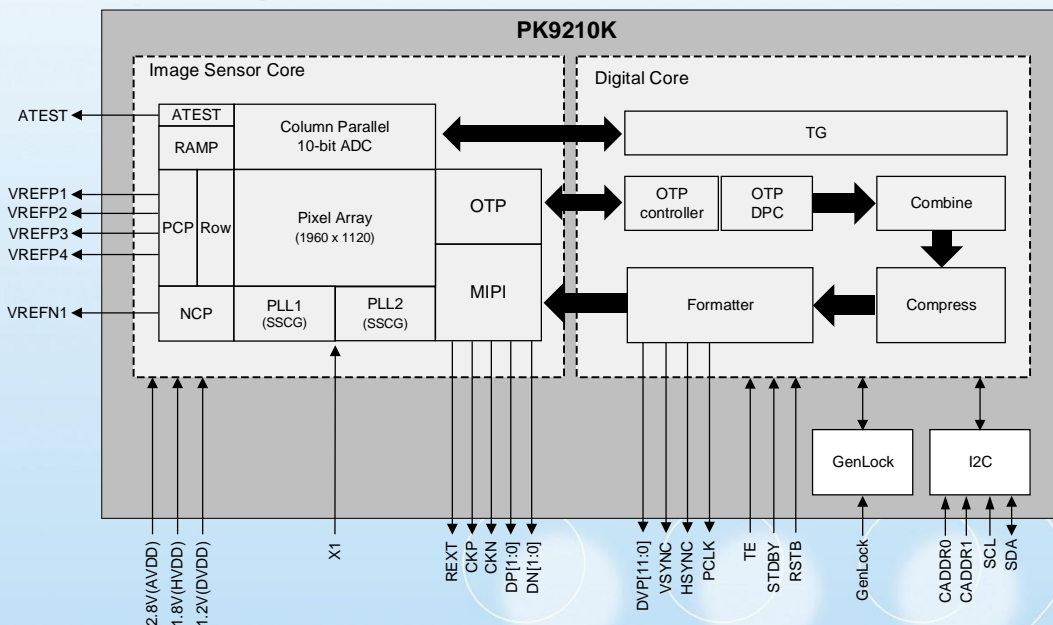 PK9210K
Image Sensor Core
Digital Core
ATEST
ATEST
RAMP
Column Parallel
10-bit ADC
TG
VREFP1
VREFP2
VREFP3
VREFP4
PCP
Row
Pixel Array
(1960 x 1120)
OTP
OTP
controller
OTP
DPC
Combine
MIPI
Formatter
Compress
VREFN1
NCP
PLL1
(SSCG)
PLL2
(SSCG)
GenLock
I2C
2.8V(AVDD)
1.8V(HVDD)
1.2V(DVDD)
X1
REXT
CKP
CKN
DP[1:0]
DN[1:0]
DVP[11:0]
VSYNC
HSYNC
PCLK
TE
STDBY
RSTB
GenLock
CADDR0
CADDR1
SCL
SDA